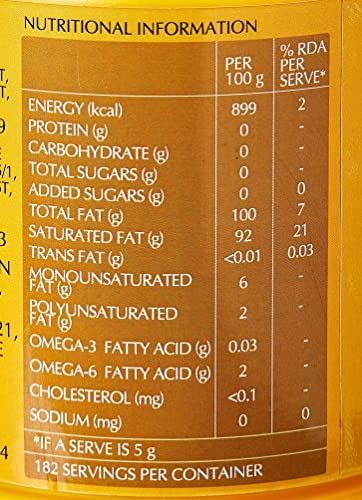 NUTRITIONAL INFORMATION
PER 100 g % RDA PER SERVE*
ENERGY (kcal) 899 2
PROTEIN (g) 0 -
CARBOHYDRATE (g) 0 -
TOTAL SUGARS (g) 0 -
ADDED SUGARS (g) 0 0
TOTAL FAT (g) 100 7
SATURATED FAT (g) 92 21
TRANS FAT (g) <0.01 0.03
MONOUNSATURATED
FAT (g) 6 -
POLYUNSATURATED
FAT (g) 2 -
OMEGA-3 FATTY ACID (g) 0.03 -
OMEGA-6 FATTY ACID (g) 2 -
CHOLESTEROL (mg) <0.1 -
SODIUM (mg) 0 0
*IF A SERVE IS 5 g
182 SERVINGS PER CONTAINER